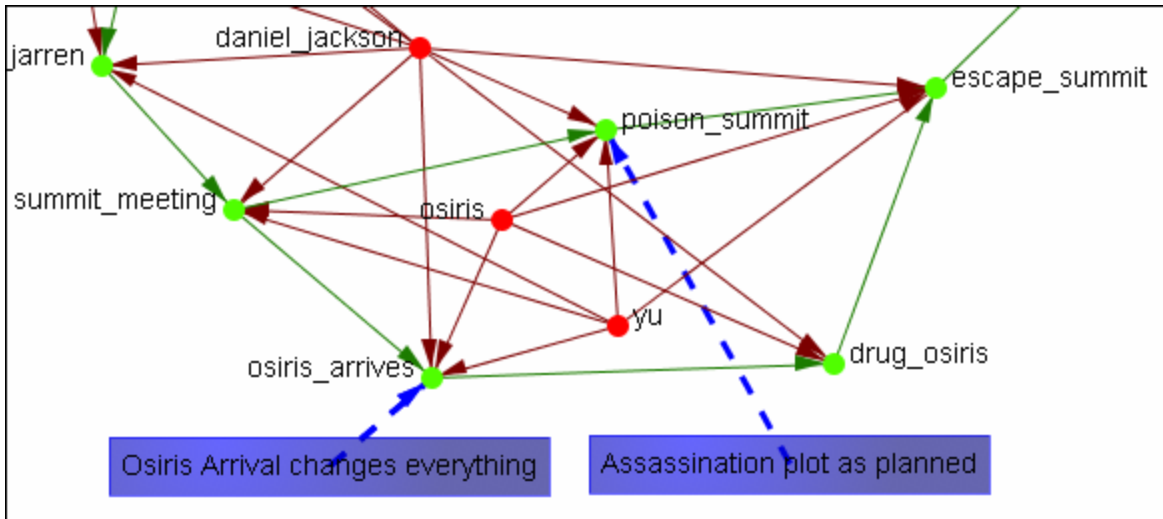 daniel_jackson
jarren
escape_summit
poison_summit
summit_meeting
osiris
yu
drug_osiris
osiris_arrives
Osiris Arrival changes everything
Assassination plot as planned